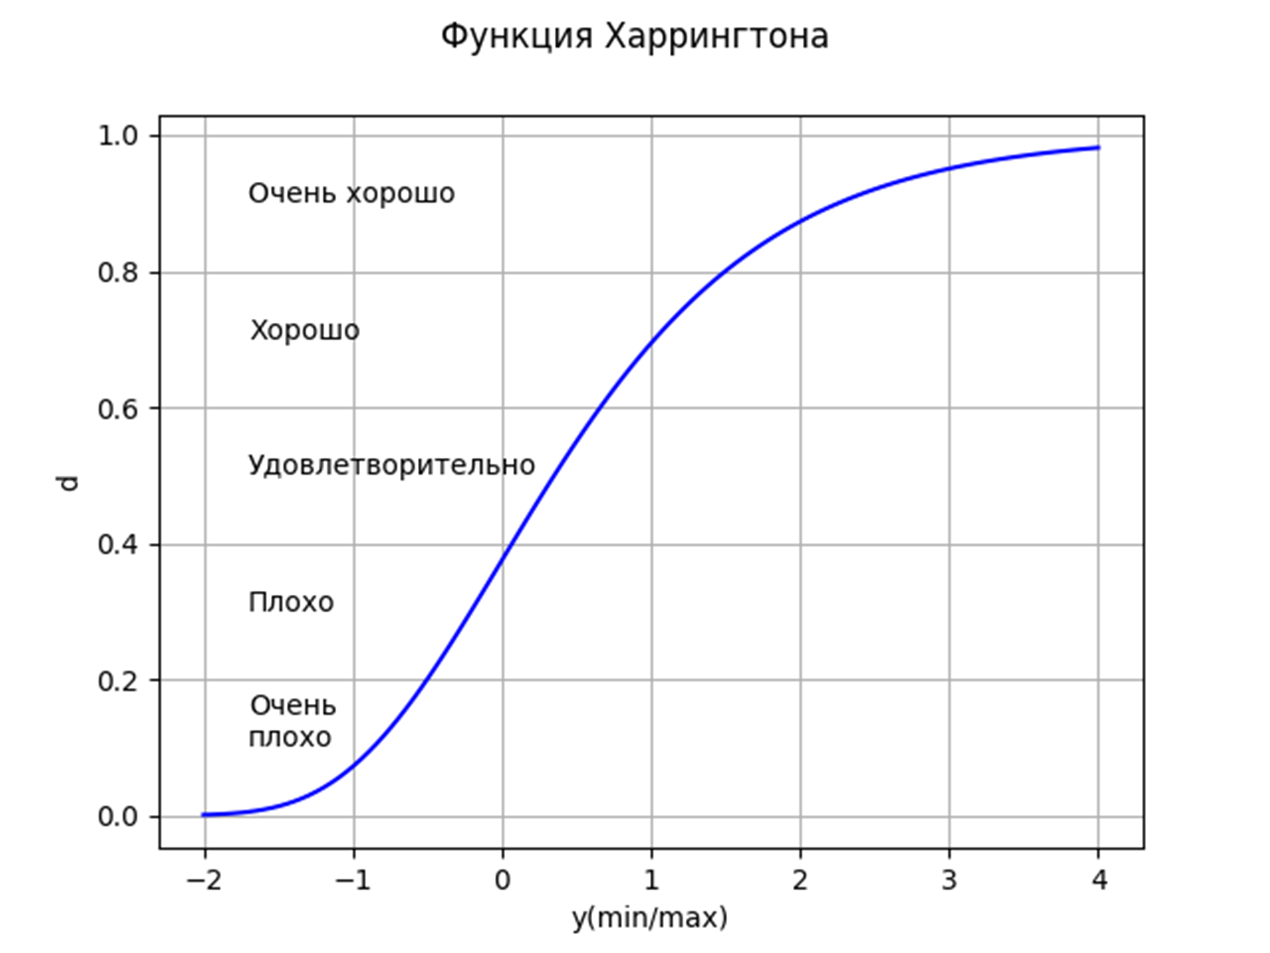 Функция Харрингтона
1.0
Очень хорошо
0.8
Хорошо
0.6
Удовлетворительно
d
0.4
Плохо
0.2
Очень
плохо
0.0
−2 −1 0 1 2 3 4
y(min/max)